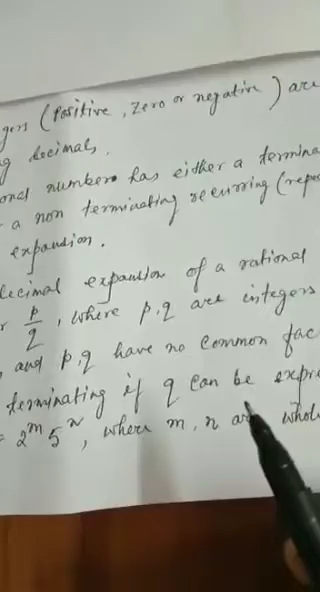 gers (positive, zero or negative) are
g decimals.
onal numbers has either a termina
a non terminating recurring (repe
expansion.
decimal expansion of a rational
r p/q, where p, q are integers
, and p, q have no common fac
terminating if q can be expre
= 2^m 5^n, where m, n are whol